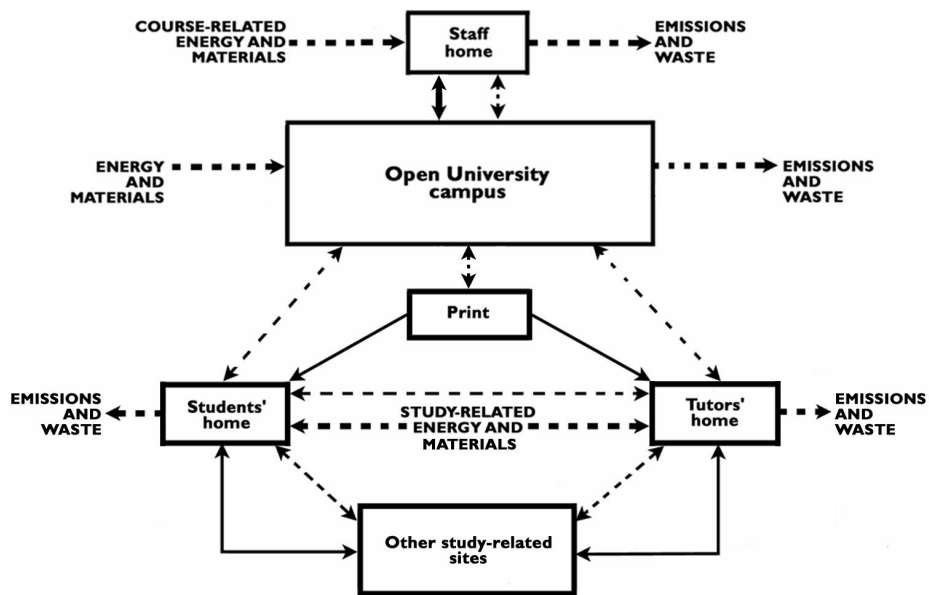 COURSE-RELATED
ENERGY AND
MATERIALS
Staff
home
EMISSIONS
AND
WASTE
ENERGY
AND
MATERIALS
Open University
campus
EMISSIONS
AND
WASTE
Print
EMISSIONS
AND
WASTE
Students'
home
STUDY-RELATED
ENERGY AND
MATERIALS
Tutors'
home
EMISSIONS
AND
WASTE
Other study-related
sites